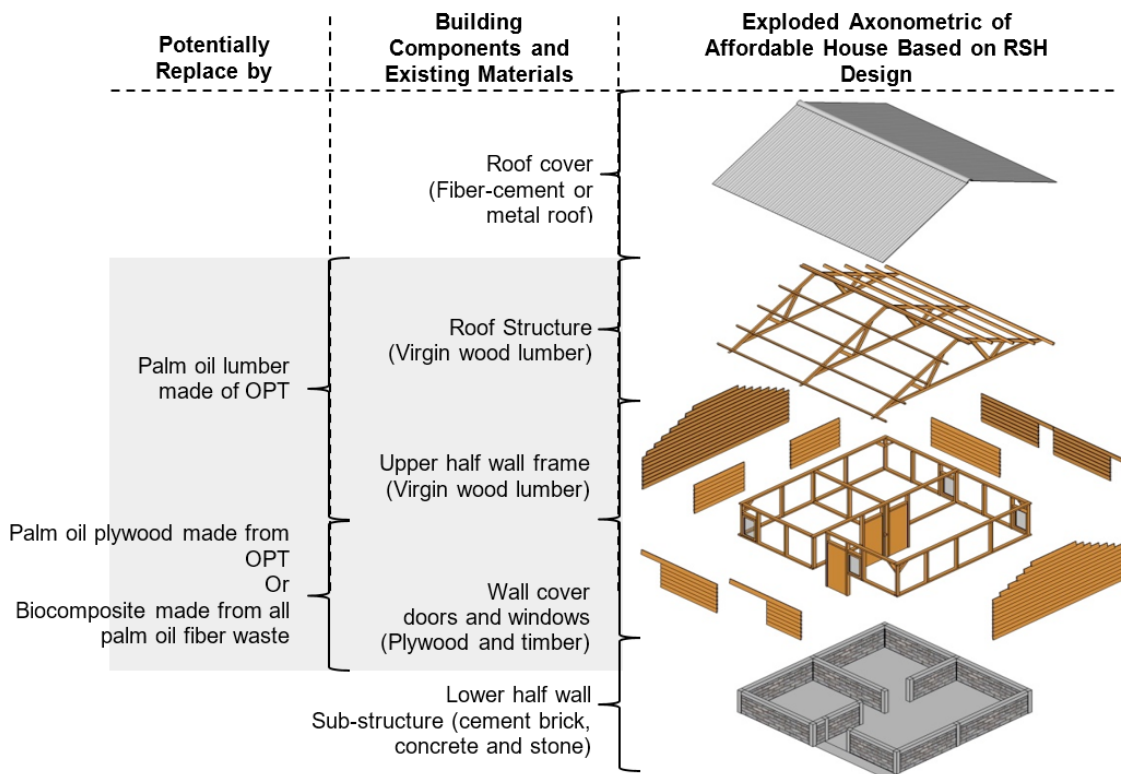 Potentially
Replace by
Building
Components and
Existing Materials
Exploded Axonometric of
Affordable House Based on RSH
Design
Roof cover
(Fiber-cement or
metal roof)
Roof Structure
(Virgin wood lumber)
Palm oil lumber
made of OPT
Upper half wall frame
(Virgin wood lumber)
Palm oil plywood made from
OPT
Or
Biocomposite made from all
palm oil fiber waste
Wall cover
doors and windows
(Plywood and timber)
Lower half wall
Sub-structure (cement brick,
concrete and stone)